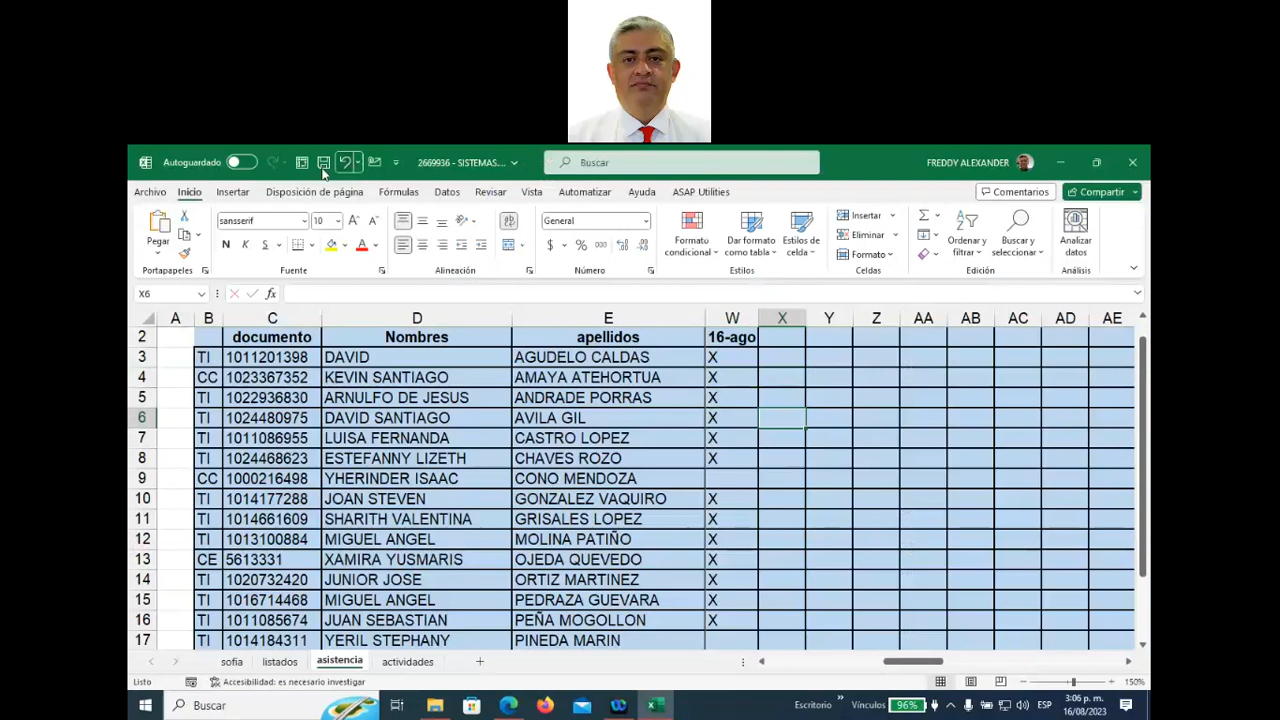 Autoguardado 2669936 - SISTEMAS.... Buscar FREDDY ALEXANDER
Archivo Inicio Insertar Disposición de página Fórmulas Datos Revisar Vista Automatizar Ayuda ASAP Utilities Comentarios Compartir
Pegar sansserif 10 A A ab General Formato condicional Dar formato como tabla Estilos de celda Insertar Eliminar Formato Ordenar y filtrar Buscar y seleccionar Analizar datos
N K S A $ % 000
Portapapeles Fuente Alineación Número Estilos Celdas Edición Análisis
X6 fx
A B C D E W X Y Z AA AB AC AD AE
2 documento Nombres apellidos 16-ago
3 TI 1011201398 DAVID AGUDELO CALDAS X
4 CC 1023367352 KEVIN SANTIAGO AMAYA ATEHORTUA X
5 TI 1022936830 ARNULFO DE JESUS ANDRADE PORRAS X
6 TI 1024480975 DAVID SANTIAGO AVILA GIL X
7 TI 1011086955 LUISA FERNANDA CASTRO LOPEZ X
8 TI 1024468623 ESTEFANNY LIZETH CHAVES ROZO X
9 CC 1000216498 YHERINDER ISAAC CONO MENDOZA
10 TI 1014177288 JOAN STEVEN GONZALEZ VAQUIRO X
11 TI 1014661609 SHARITH VALENTINA GRISALES LOPEZ X
12 TI 1013100884 MIGUEL ANGEL MOLINA PATIÑO X
13 CE 5613331 XAMIRA YUSMARIS OJEDA QUEVEDO X
14 TI 1020732420 JUNIOR JOSE ORTIZ MARTINEZ X
15 TI 1016714468 MIGUEL ANGEL PEDRAZA GUEVARA X
16 TI 1011085674 JUAN SEBASTIAN PEÑA MOGOLLON X
17 TI 1014184311 YERIL STEPHANY PINEDA MARIN
sofia listados asistencia actividades
Listo Accesibilidad: es necesario investigar 150%
Buscar Escritorio Vínculos 96% ESP 3:06 p. m.
16/08/2023